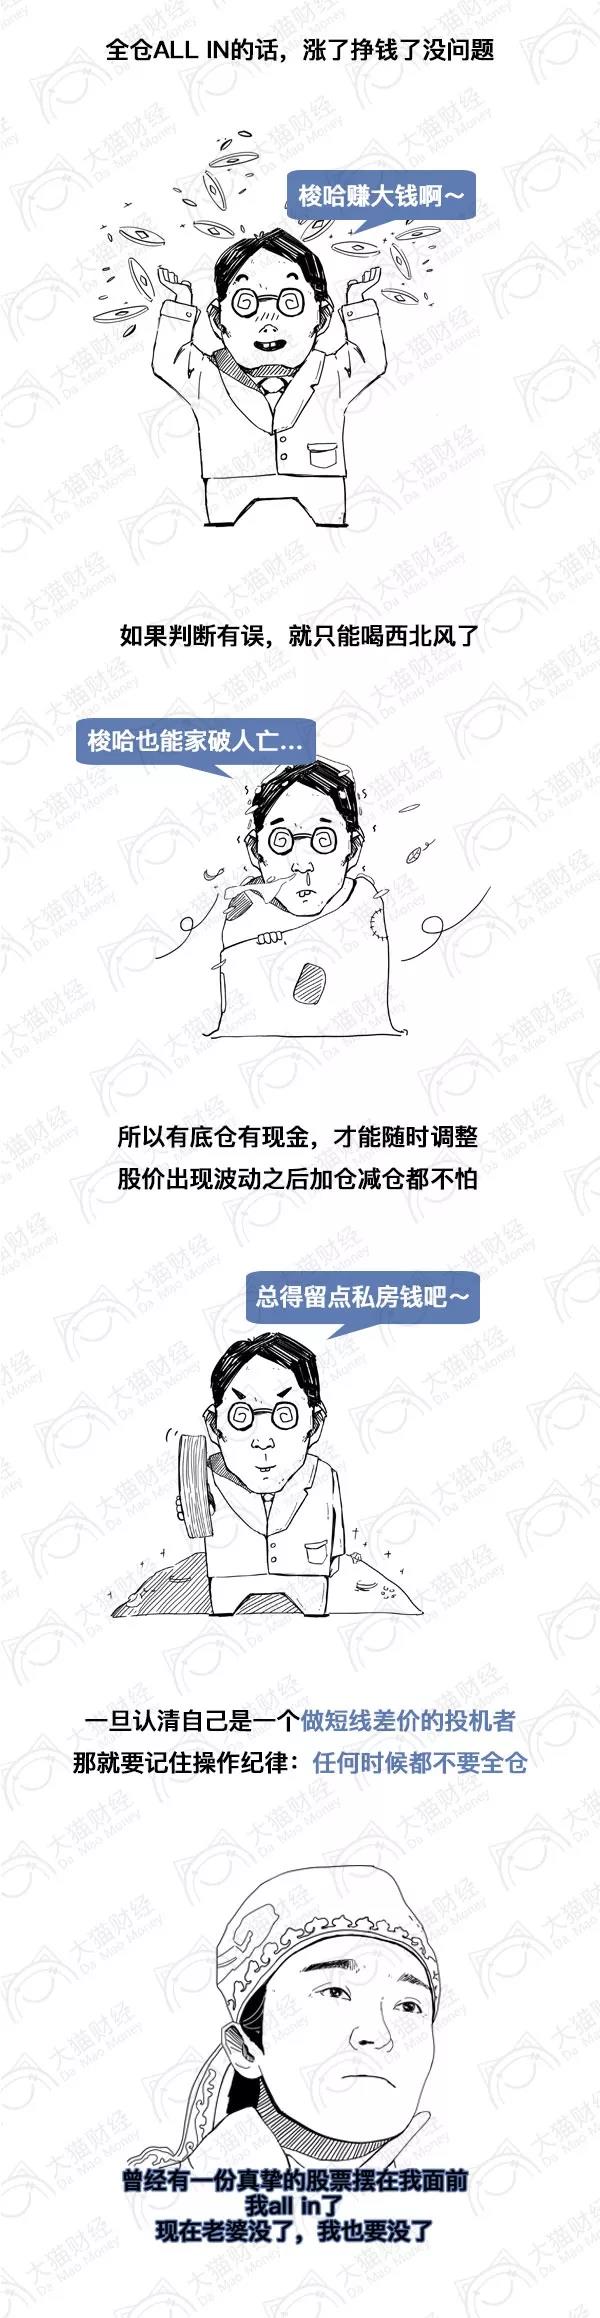 全仓ALL IN的话，涨了挣钱了没问题
梭哈赚大钱啊～
如果判断有误，就只能喝西北风了
梭哈也能家破人亡...
所以有底仓有现金，才能随时调整
股价出现波动之后加仓减仓都不怕
总得留点私房钱吧～
一旦认清自己是一个做短线差价的投机者
那就要记住操作纪律：任何时候都不要全仓
曾经有一份真挚的股票摆在我面前
我all in了
现在老婆没了，我也要没了
大猫财经
Da Mao Money